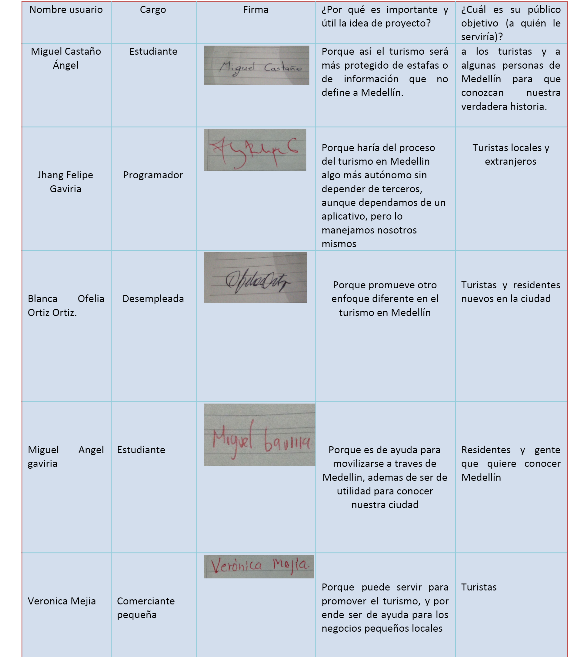 Nombre usuario
Cargo
Firma
¿Por qué es importante y
útil la idea de proyecto?
¿Cuál es su público
objetivo (a quién le
serviría)?
Miguel Castaño
Ángel
Estudiante
Miguel Castaño
Porque así el turismo será
más protegido de estafas o
de información que no
define a Medellín.
a los turistas y a
algunas personas de
Medellín para que
conozcan nuestra
verdadera historia.
Jhang Felipe
Gaviria
Programador
Porque haría del proceso
del turismo en Medellin
algo más autónomo sin
depender de terceros,
aunque dependamos de un
aplicativo, pero lo
manejamos nosotros
mismos
Turistas locales y
extranjeros
Blanca Ofelia
Ortiz Ortiz.
Desempleada
Porque promueve otro
enfoque diferente en el
turismo en Medellín
Turistas y residentes
nuevos en la ciudad
Miguel Angel
gaviria
Estudiante
Miguel Gaviria
Porque es de ayuda para
movilizarse a traves de
Medellin, ademas de ser de
utilidad para conocer
nuestra ciudad
Residentes y gente
que quiere conocer
Medellín
Veronica Mejia
Comerciante
pequeña
Verónica Mejía
Porque puede servir para
promover el turismo, y por
ende ser de ayuda para los
negocios pequeños locales
Turistas